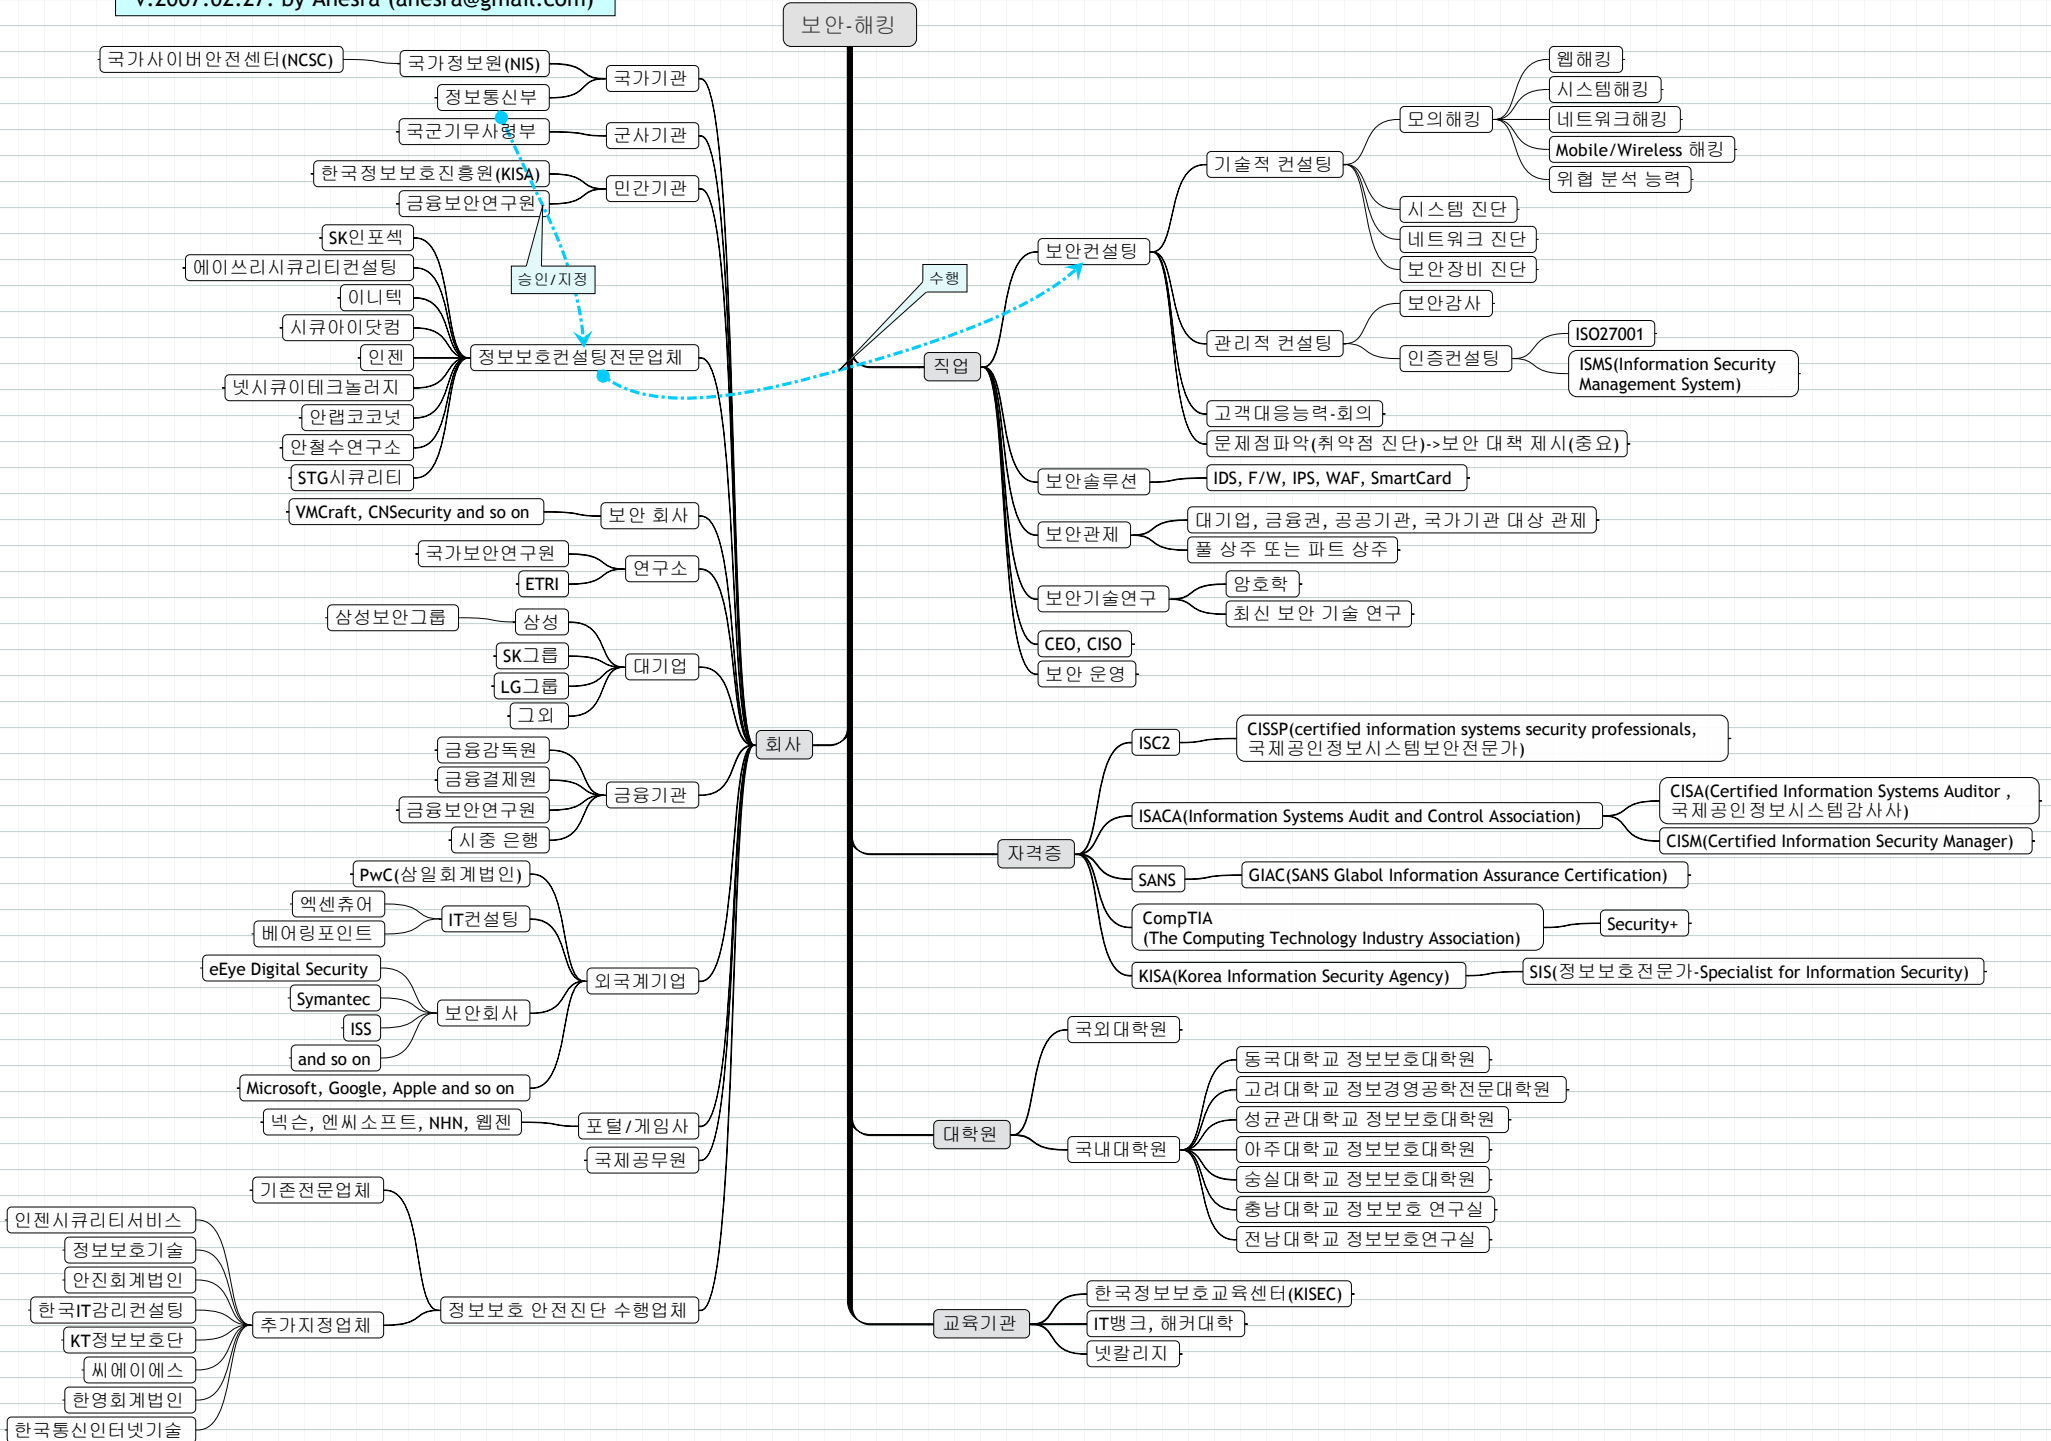 V.2007.02.27. by Anesra (anesra@gmail.com)
보안-해킹
국가사이버안전센터(NCSC)
국가정보원(NIS)
정보통신부
국가기관
국군기무사령부
군사기관
한국정보보호진흥원(KISA)
금융보안연구원
민간기관
승인/지정
SK인포섹
에이쓰리시큐리티컨설팅
이니텍
시큐아이닷컴
인젠
넷시큐어테크놀러지
안랩코코넛
안철수연구소
STG시큐리티
정보보호컨설팅전문업체
VMCraft, CNSecurity and so on
보안 회사
국가보안연구원
ETRI
연구소
삼성보안그룹
삼성
SK그룹
LG그룹
그외
대기업
회사
금융감독원
금융결제원
금융보안연구원
시중 은행
금융기관
PwC(삼일회계법인)
엑센츄어
베어링포인트
IT컨설팅
eEye Digital Security
Symantec
ISS
and so on
보안회사
외국계기업
Microsoft, Google, Apple and so on
넥슨, 엔씨소프트, NHN, 웹젠
포털/게임사
국제공무원
기존전문업체
인젠시큐리티서비스
정보보호기술
안진회계법인
한국IT감리컨설팅
KT정보보호단
씨에이에스
한영회계법인
한국통신인터넷기술
추가지정업체
정보보호 안전진단 수행업체
수행
직업
보안컨설팅
기술적 컨설팅
모의해킹
웹해킹
시스템해킹
네트워크해킹
Mobile/Wireless 해킹
위협 분석 능력
시스템 진단
네트워크 진단
보안장비 진단
관리적 컨설팅
보안감사
인증컨설팅
ISO27001
ISMS(Information Security
Management System)
고객대응능력-회의
문제점파악(취약점 진단)->보안 대책 제시(중요)
보안솔루션
IDS, F/W, IPS, WAF, SmartCard
보안관제
대기업, 금융권, 공공기관, 국가기관 대상 관제
풀 상주 또는 파트 상주
보안기술연구
암호학
최신 보안 기술 연구
CEO, CISO
보안 운영
자격증
ISC2
CISSP(certified information systems security professionals,
국제공인정보시스템보안전문가)
ISACA(Information Systems Audit and Control Association)
CISA(Certified Information Systems Auditor ,
국제공인정보시스템감사사)
CISM(Certified Information Security Manager)
SANS
GIAC(SANS Glabol Information Assurance Certification)
CompTIA
(The Computing Technology Industry Association)
Security+
KISA(Korea Information Security Agency)
SIS(정보보호전문가-Specialist for Information Security)
대학원
국외대학원
국내대학원
동국대학교 정보보호대학원
고려대학교 정보경영공학전문대학원
성균관대학교 정보보호대학원
아주대학교 정보보호대학원
숭실대학교 정보보호대학원
충남대학교 정보보호 연구실
전남대학교 정보보호연구실
교육기관
한국정보보호교육센터(KISEC)
IT뱅크, 해커대학
넷칼리지